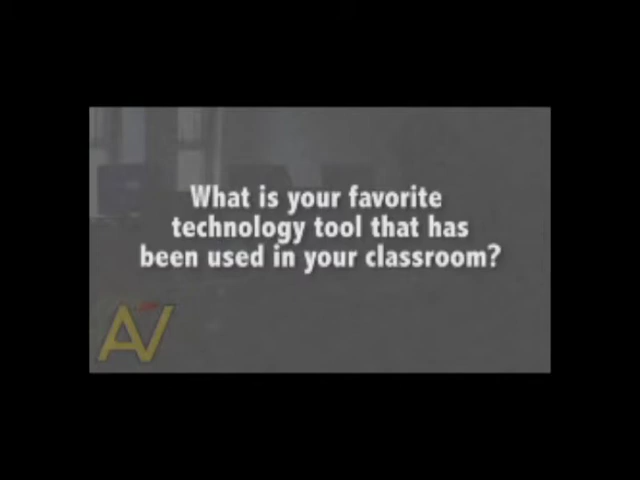 What is your favorite
technology tool that has
been used in your classroom?
AV